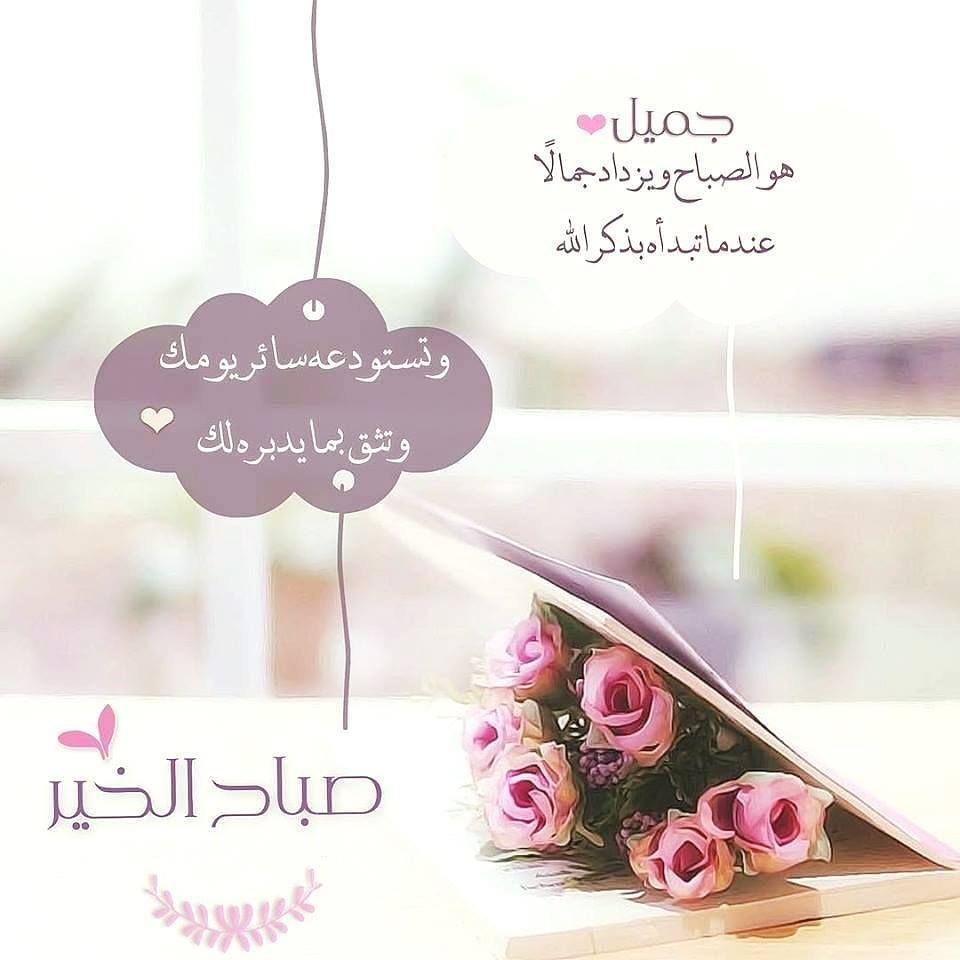 جميل
هو الصباح ويزداد جمالًا
عندما تبدأه بذكر الله
وتستودعه سائر يومك
وتثق بما يدبره لك
صباح الخير